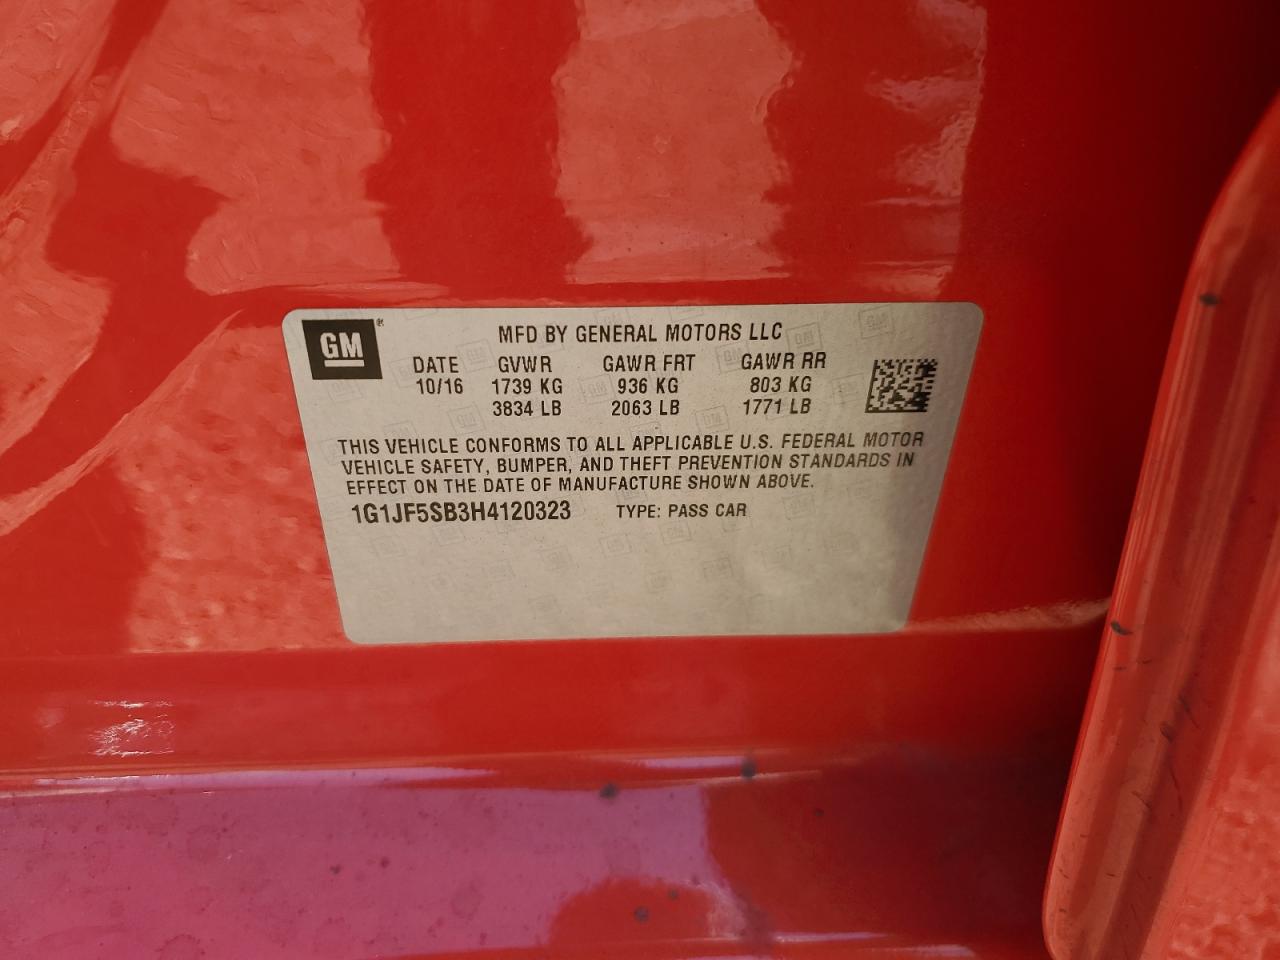 GM®
MFD BY GENERAL MOTORS LLC
DATE GVWR GAWR FRT GAWR RR
10/16 1739 KG 936 KG 803 KG
3834 LB 2063 LB 1771 LB
THIS VEHICLE CONFORMS TO ALL APPLICABLE U.S. FEDERAL MOTOR
VEHICLE SAFETY, BUMPER, AND THEFT PREVENTION STANDARDS IN
EFFECT ON THE DATE OF MANUFACTURE SHOWN ABOVE.
1G1JF5SB3H4120323 TYPE: PASS CAR